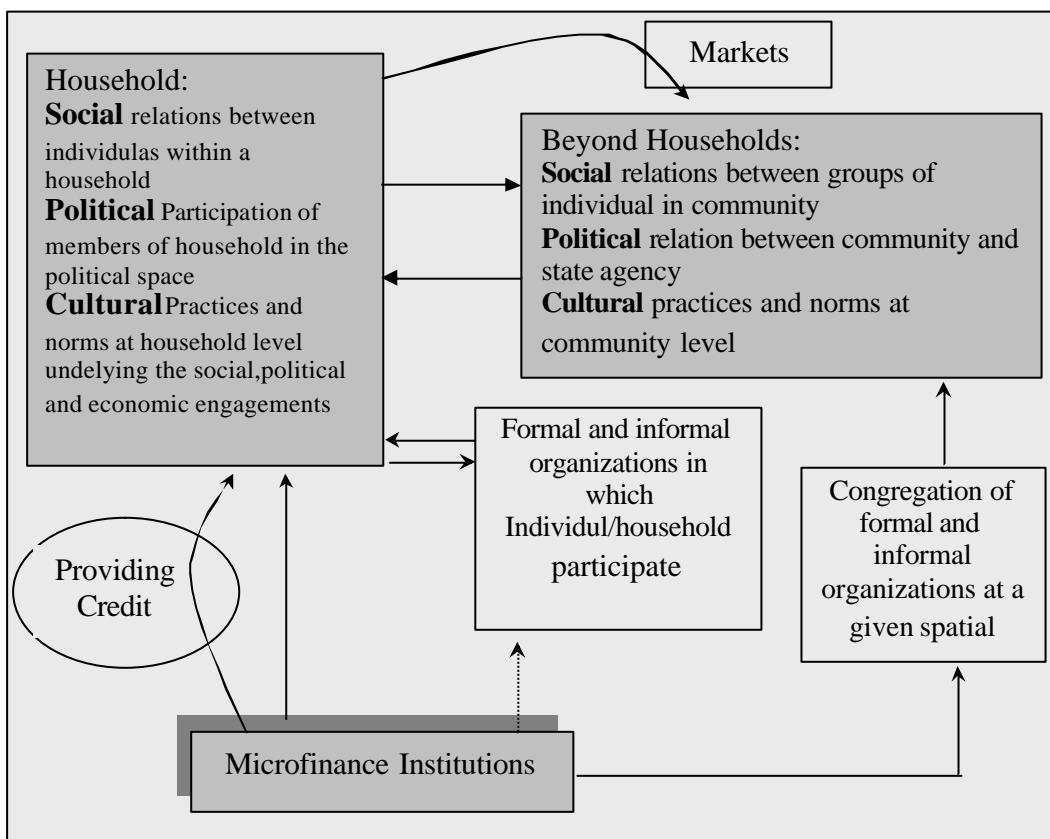 Markets
Household:
Social relations between
individulas within a
household
Political Participation of
members of household in the
political space
Cultural Practices and
norms at household level
undelying the social,political
and economic engagements
Beyond Households:
Social relations between groups of
individual in community
Political relation between community and
state agency
Cultural practices and norms at
community level
Formal and informal
organizations in
which
Individul/household
participate
Congregation of
formal and
informal
organizations at a
given spatial
Providing
Credit
Microfinance Institutions